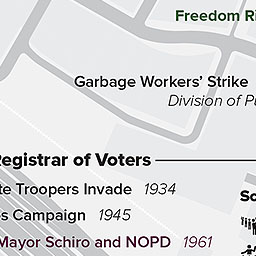 Freedom Ri
Garbage Workers' Strike
Division of Pu
Registrar of Voters
te Troopers Invade 1934
's Campaign 1945
Mayor Schiro and NOPD 1961
So